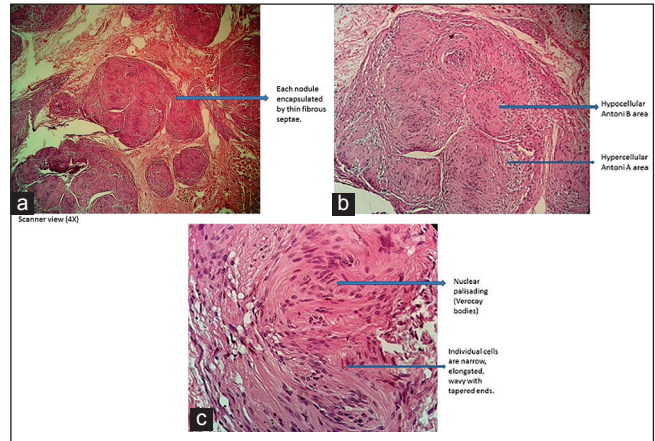 Each nodule
encapsulated
by thin fibrous
septae.
a
Scanner view (4X)
Hypocellular
Antoni B area
Hypercellular
Antoni A area
b
Nuclear
palisading
(Verocay
bodies)
Individual cells
are narrow,
elongated,
wavy with
tapered ends.
c